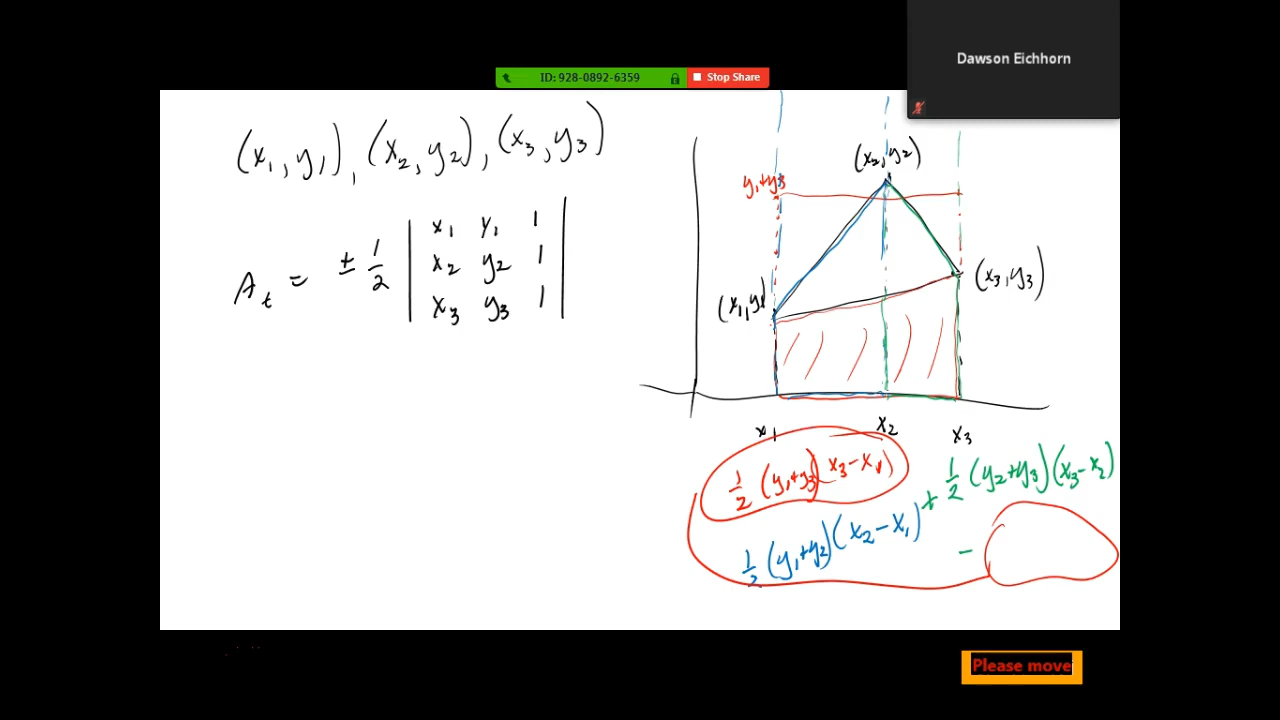 Dawson Eichhorn
ID: 928-0892-6359
Stop Share
(x₁, y₁), (x₂, y₂), (x₃, y₃)
A_t = ± 1/2 | x₁ y₁ 1
x₂ y₂ 1
x₃ y₃ 1 |
(x₂, y₂)
y₁+y₃
(x₃, y₃)
(x₁, y₁)
x₁ x₂ x₃
1/2 (y₁+y₃)(x₃-x₁)
1/2 (y₁+y₂)(x₂-x₁) + 1/2 (y₂+y₃)(x₃-x₂)
-
Please move